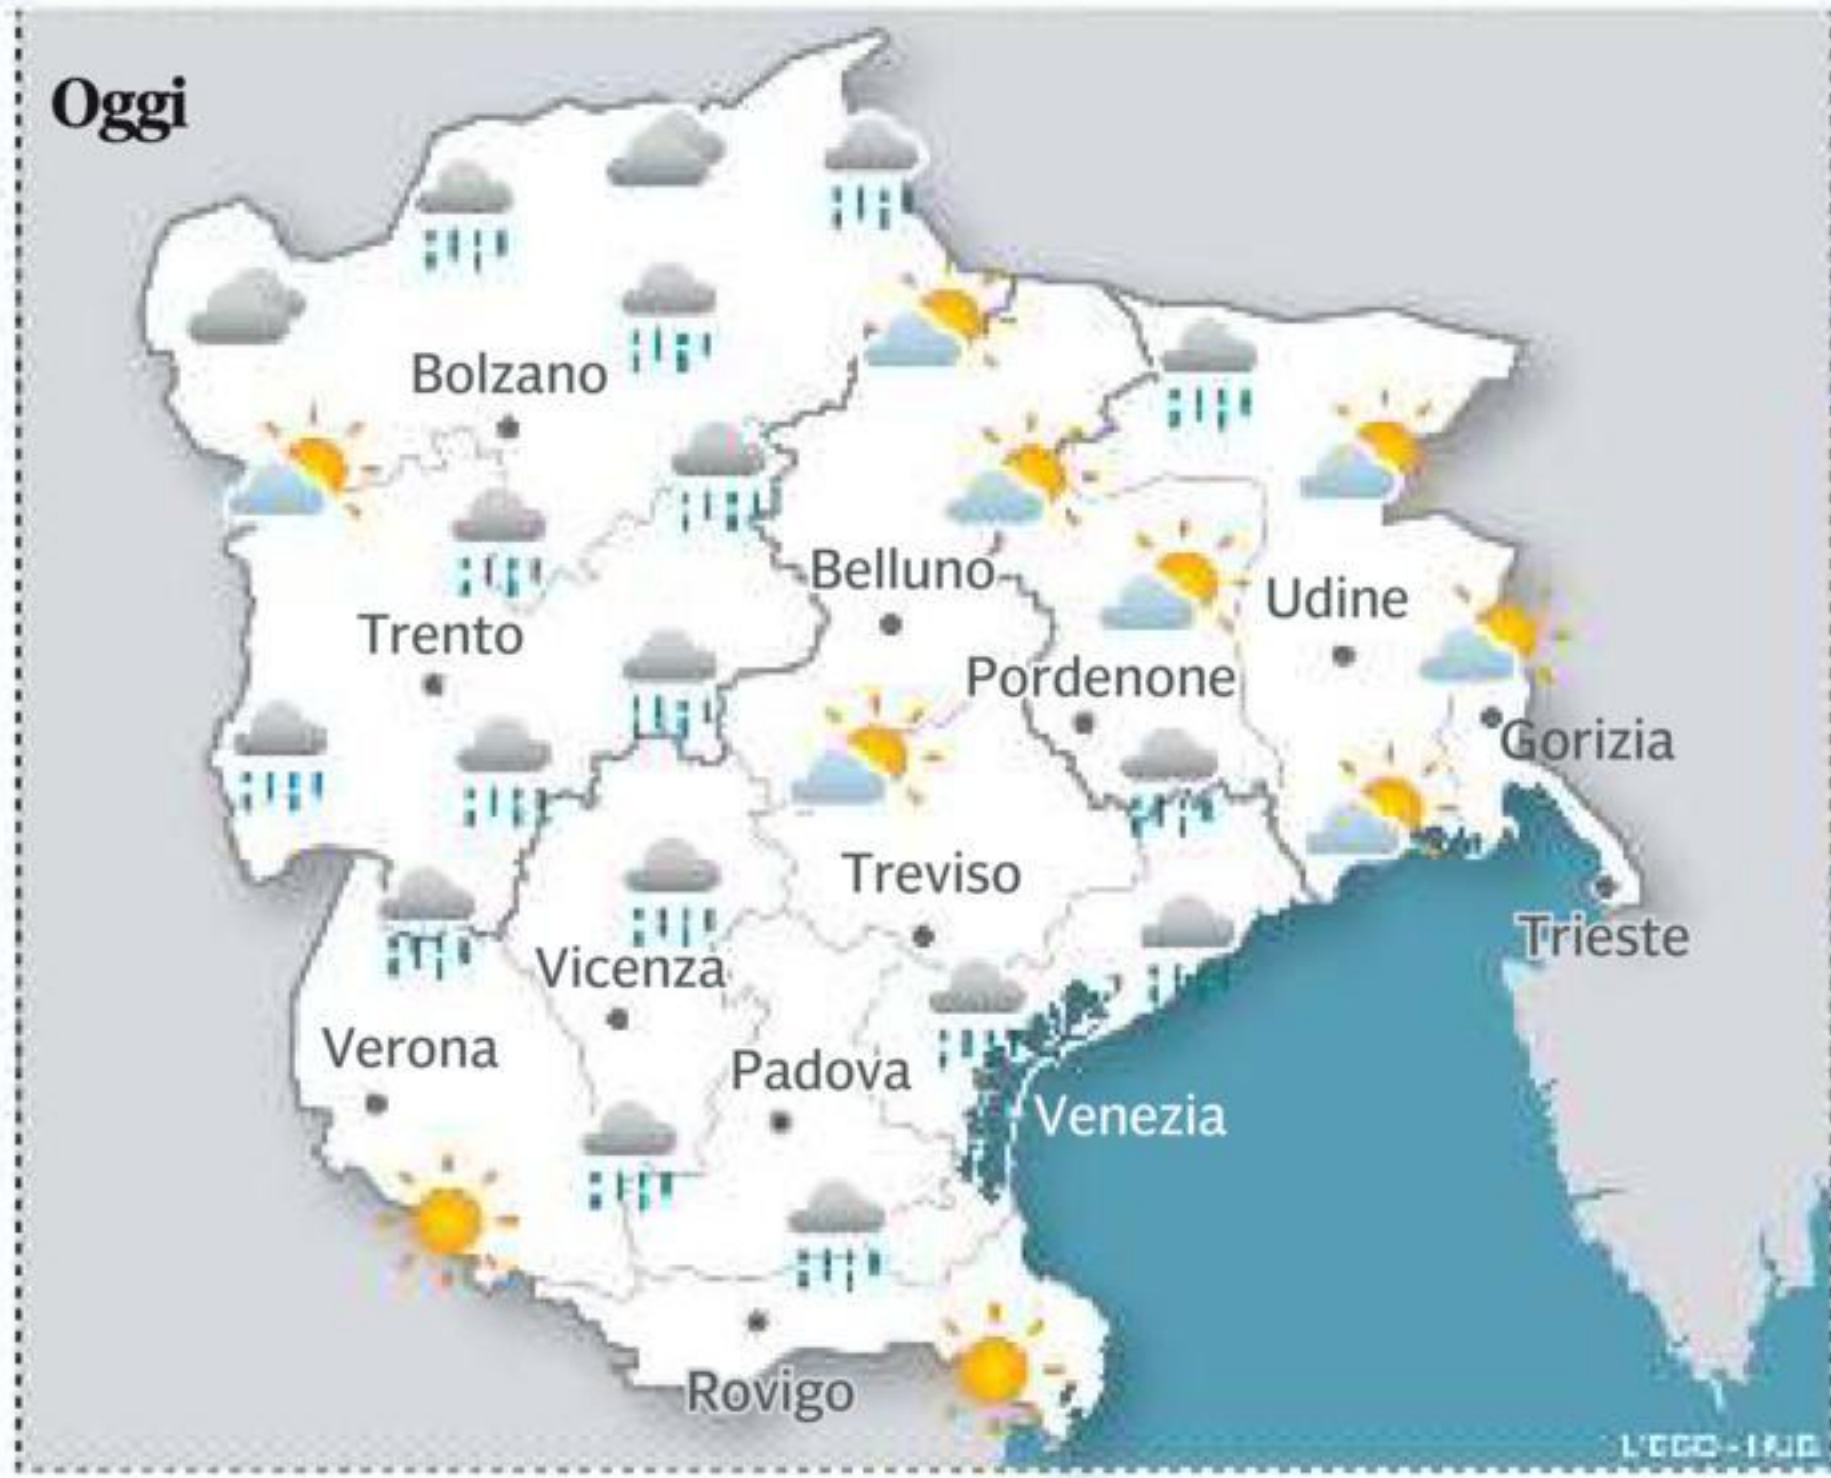 Oggi
Bolzano
Belluno
Udine
Trento
Pordenone
Gorizia
Treviso
Trieste
Vicenza
Verona
Padova
Venezia
Rovigo